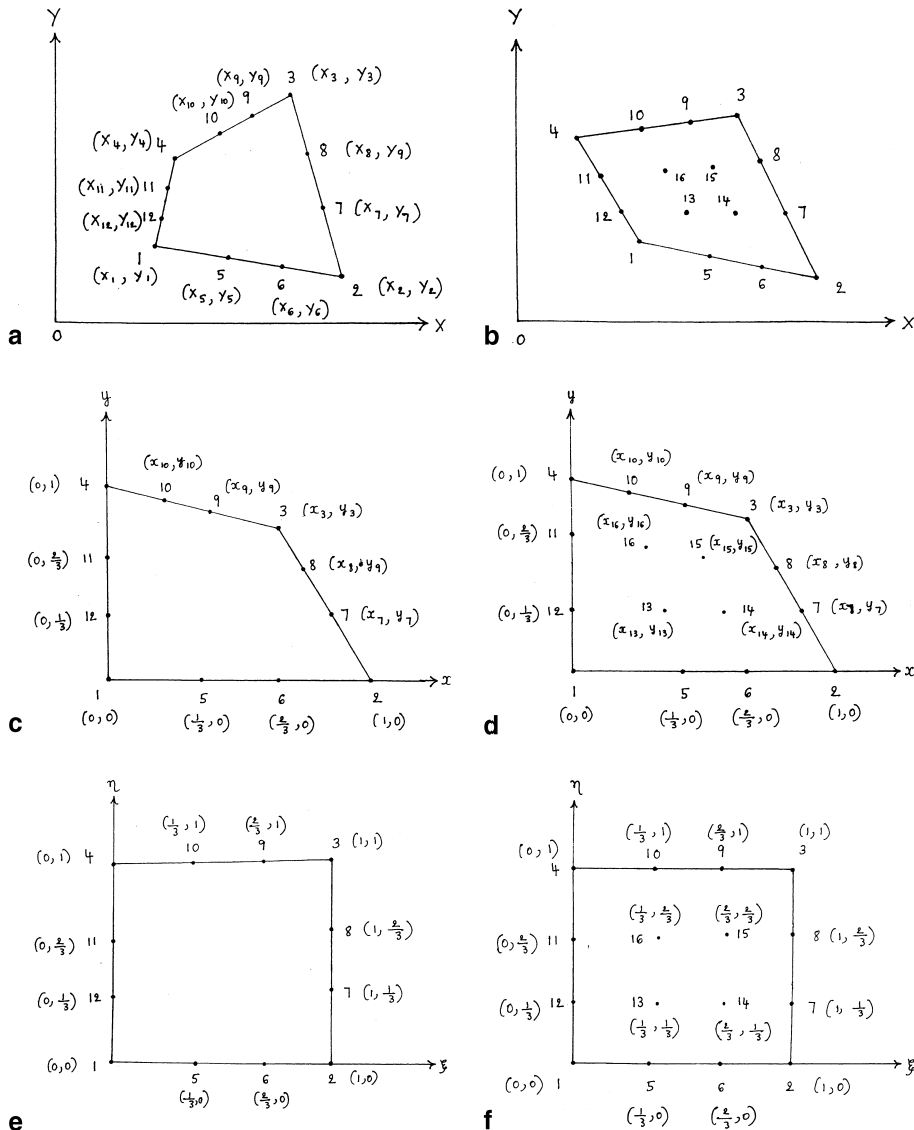 Y
(X9, Y9) 3 (X3, Y3)
(X10, Y10) 9
10
(X4, Y4) 4
8 (X8, Y9)
(X11, Y11) 11
7 (X7, Y7)
(X12, Y12) 12
1
(X1, Y1) 5 6 2 (X2, Y2)
(X5, Y5) (X6, Y6)
0 X
a
Y
3
9
10
4
8
16 15
11
13 14
12 7
1
5 6 2
0 X
b
y
(x10, y10)
(0,1) 4 10 9 (x9, y9)
3 (x3, y3)
(0, 2/3) 11 8 (x8, y9)
(0, 1/3) 12 7 (x7, y7)
x
1 5 6 2
(0,0) (1/3, 0) (2/3, 0) (1,0)
c
y
(x10, y10)
(0,1) 4 10 9 (x9, y9)
3 (x3, y3)
(x16, y16)
(0, 2/3) 11 16 15 (x15, y15)
8 (x8, y8)
(0, 1/3) 12 13 14 7 (x7, y7)
(x13, y13) (x14, y14)
x
1 5 6 2
(0,0) (1/3, 0) (2/3, 0) (1,0)
d
η
(1/3, 1) (2/3, 1)
10 9 3 (1,1)
(0,1) 4
8 (1, 2/3)
(0, 2/3) 11
7 (1, 1/3)
(0, 1/3) 12
(0,0) 1 ξ
5 6 2 (1,0)
(1/3, 0) (2/3, 0)
e
η
(1/3, 1) (2/3, 1) (1,1)
(0,1) 10 9 3
4
(1/3, 2/3) (2/3, 2/3)
(0, 2/3) 11 16 15 8 (1, 2/3)
(0, 1/3) 12 13 14 7 (1, 1/3)
(1/3, 1/3) (2/3, 1/3)
ξ
(0,0) 1 5 6 2 (1,0)
(1/3, 0) (2/3, 0)
f